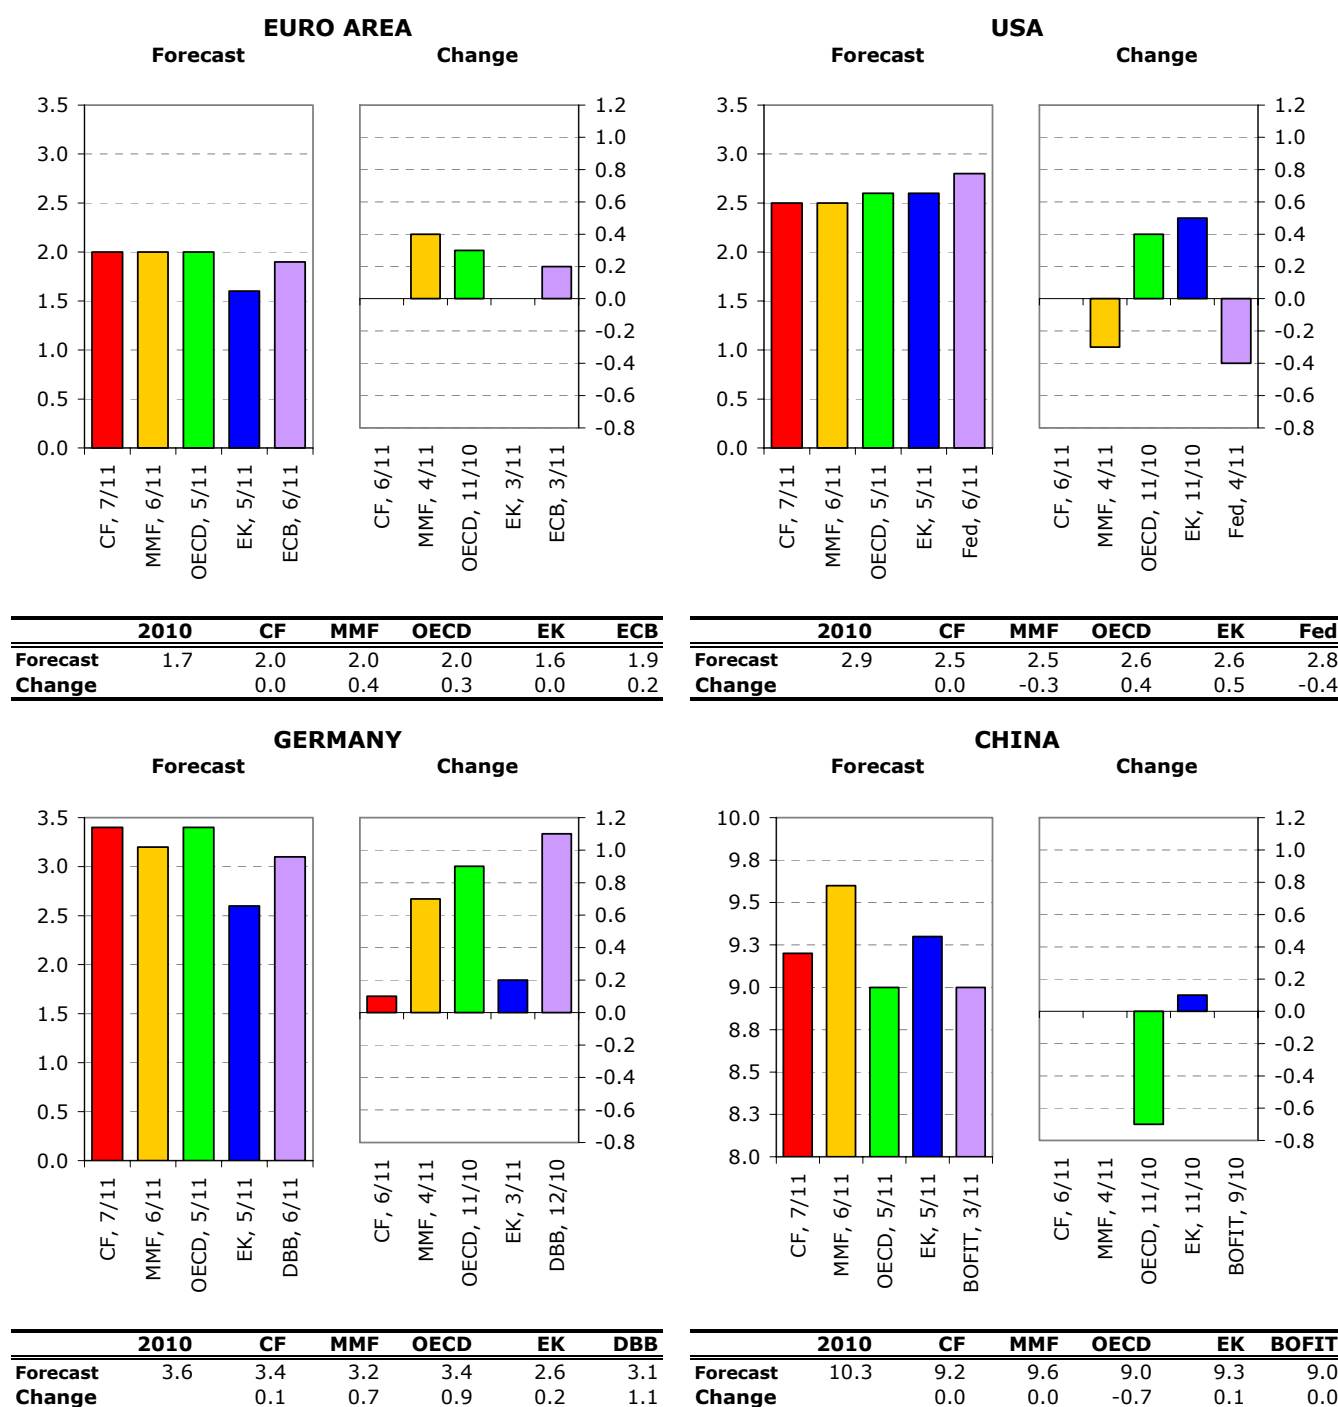 EURO AREA
Forecast Change
3.5
3.0
2.5
2.0
1.5
1.0
0.5
0.0
1.2
1.0
0.8
0.6
0.4
0.2
0.0
-0.2
-0.4
-0.6
-0.8
CF, 7/11
MMF, 6/11
OECD, 5/11
EK, 5/11
ECB, 6/11
CF, 6/11
MMF, 4/11
OECD, 11/10
EK, 3/11
ECB, 3/11
2010 CF MMF OECD EK ECB
Forecast 1.7 2.0 2.0 2.0 1.6 1.9
Change 0.0 0.4 0.3 0.0 0.2
USA
Forecast Change
3.5
3.0
2.5
2.0
1.5
1.0
0.5
0.0
1.2
1.0
0.8
0.6
0.4
0.2
0.0
-0.2
-0.4
-0.6
-0.8
CF, 7/11
MMF, 6/11
OECD, 5/11
EK, 5/11
Fed, 6/11
CF, 6/11
MMF, 4/11
OECD, 11/10
EK, 11/10
Fed, 4/11
2010 CF MMF OECD EK Fed
Forecast 2.9 2.5 2.5 2.6 2.6 2.8
Change 0.0 -0.3 0.4 0.5 -0.4
GERMANY
Forecast Change
3.5
3.0
2.5
2.0
1.5
1.0
0.5
0.0
1.2
1.0
0.8
0.6
0.4
0.2
0.0
-0.2
-0.4
-0.6
-0.8
CF, 7/11
MMF, 6/11
OECD, 5/11
EK, 5/11
DBB, 6/11
CF, 6/11
MMF, 4/11
OECD, 11/10
EK, 3/11
DBB, 12/10
2010 CF MMF OECD EK DBB
Forecast 3.6 3.4 3.2 3.4 2.6 3.1
Change 0.1 0.7 0.9 0.2 1.1
CHINA
Forecast Change
10.0
9.8
9.5
9.3
9.0
8.8
8.5
8.3
8.0
1.2
1.0
0.8
0.6
0.4
0.2
0.0
-0.2
-0.4
-0.6
-0.8
CF, 7/11
MMF, 6/11
OECD, 5/11
EK, 5/11
BOFIT, 3/11
CF, 6/11
MMF, 4/11
OECD, 11/10
EK, 11/10
BOFIT, 9/10
2010 CF MMF OECD EK BOFIT
Forecast 10.3 9.2 9.6 9.0 9.3 9.0
Change 0.0 0.0 -0.7 0.1 0.0